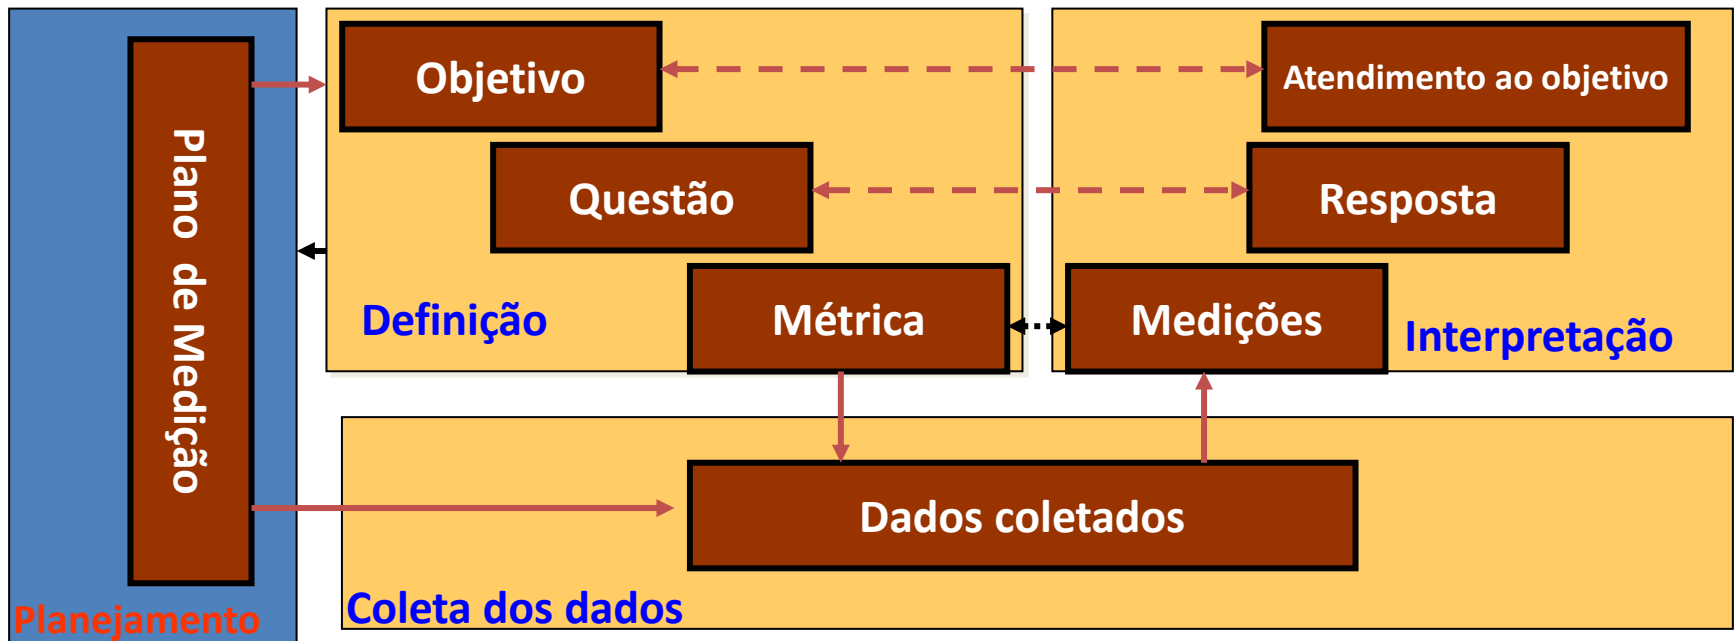 Plano de Medição
Planejamento
Objetivo
Questão
Métrica
Definição
Atendimento ao objetivo
Resposta
Medições
Interpretação
Dados coletados
Coleta dos dados